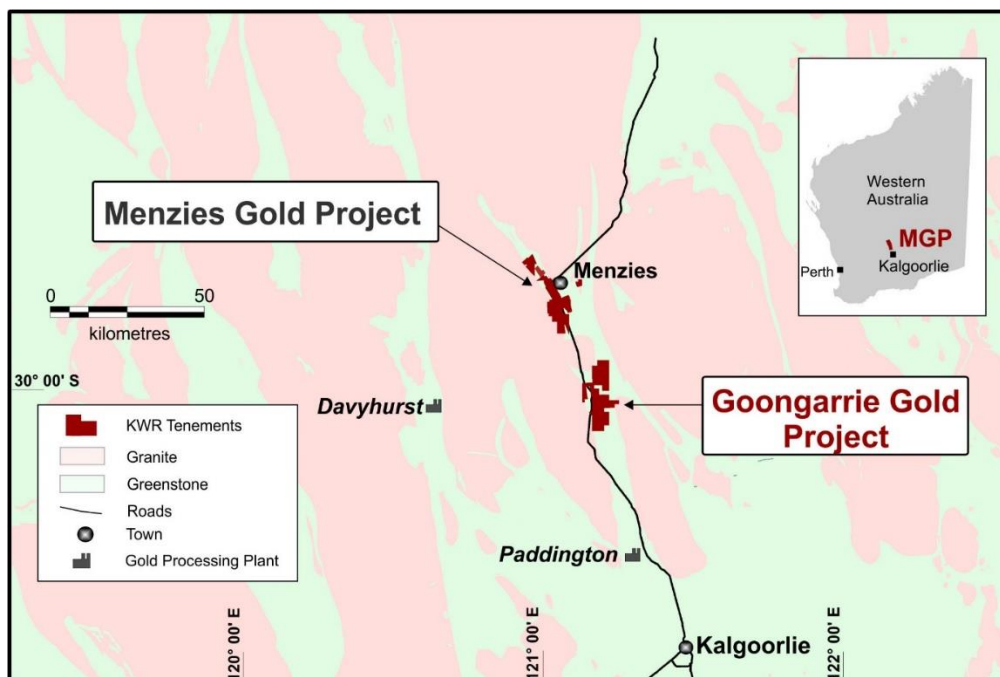 Western
Australia
MGP
Perth
Kalgoorlie
Menzies Gold Project
Menzies
0 50
kilometres
30° 00' S
Davyhurst
Goongarrie Gold
Project
KWR Tenements
Granite
Greenstone
Roads
Town
Gold Processing Plant
Paddington
Kalgoorlie
120° 00' E
121° 00' E
122° 00' E